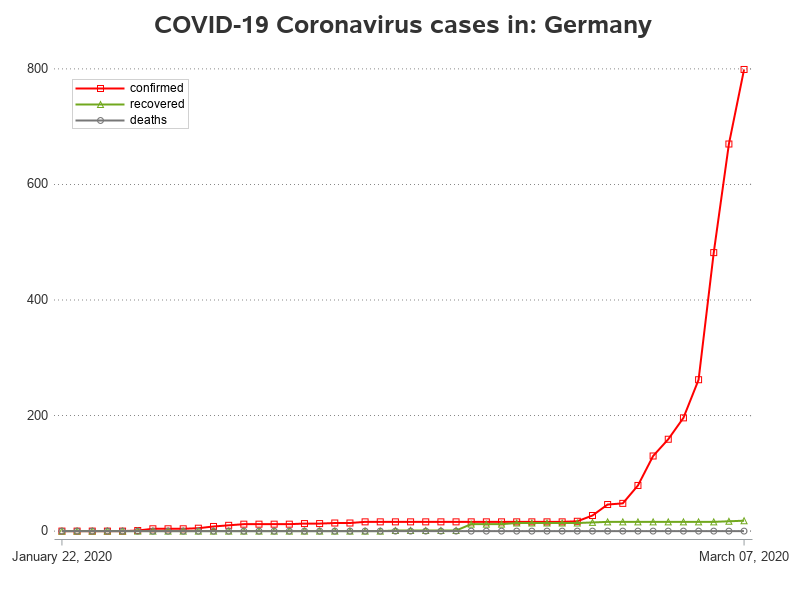 COVID-19 Coronavirus cases in: Germany
800
confirmed
recovered
deaths
600
400
200
0
January 22, 2020
March 07, 2020